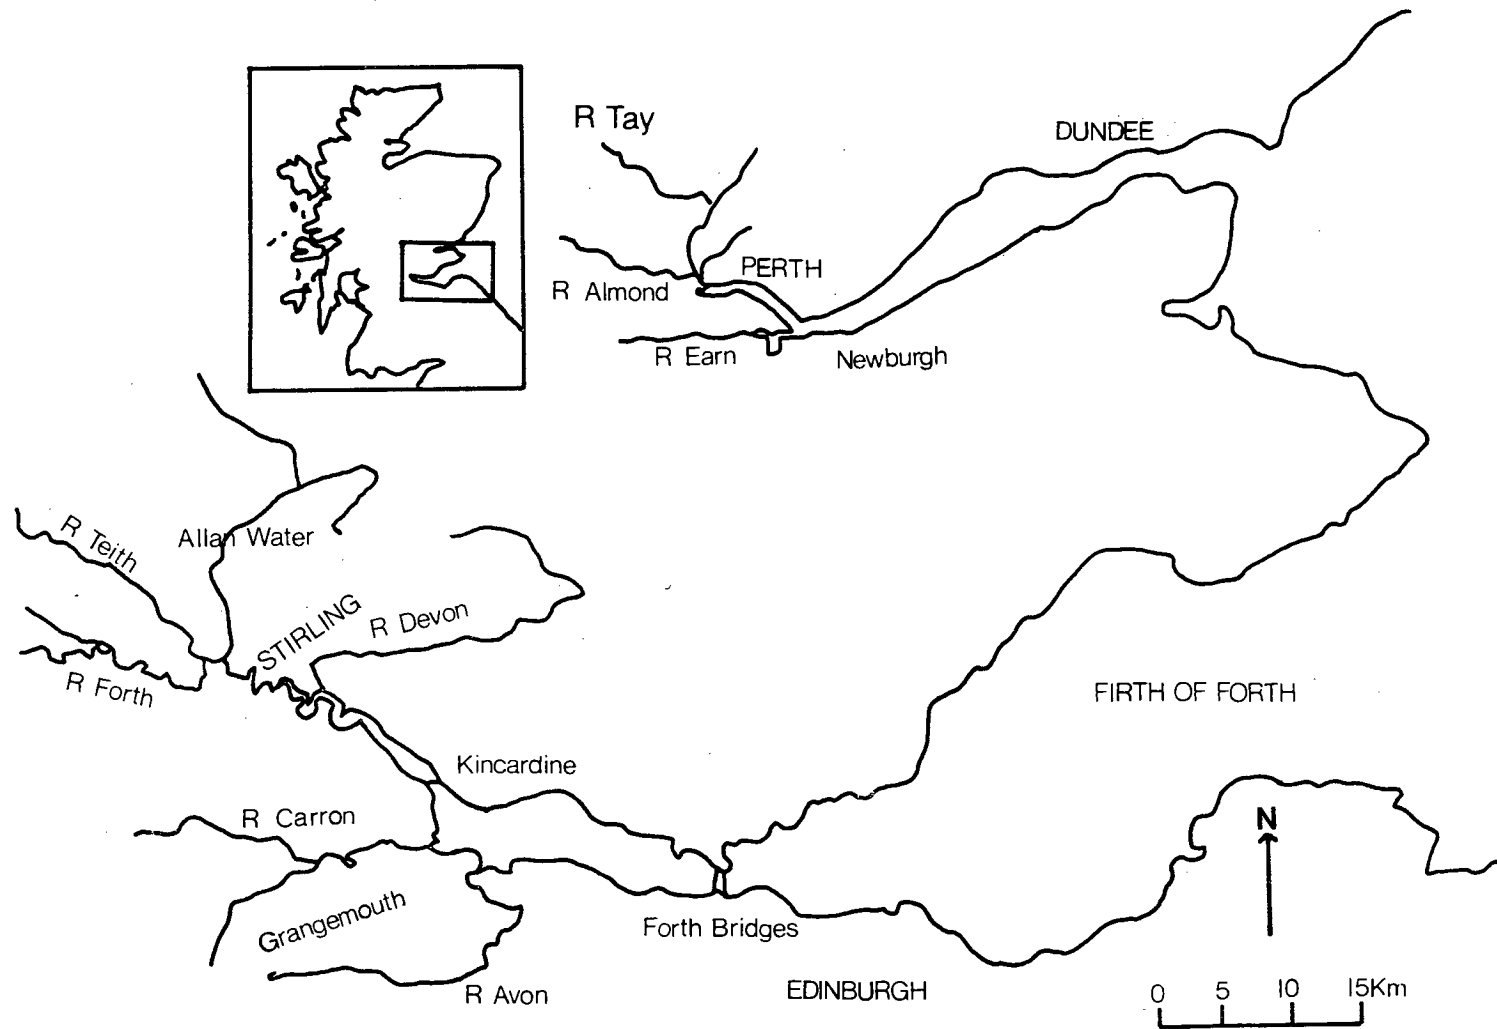 R Tay
DUNDEE
PERTH
R Almond
R Earn
Newburgh
R Teith
Allan Water
STIRLING
R Devon
R Forth
FIRTH OF FORTH
Kincardine
R Carron
N
Grangemouth
Forth Bridges
R Avon
EDINBURGH
0 5 10 15Km